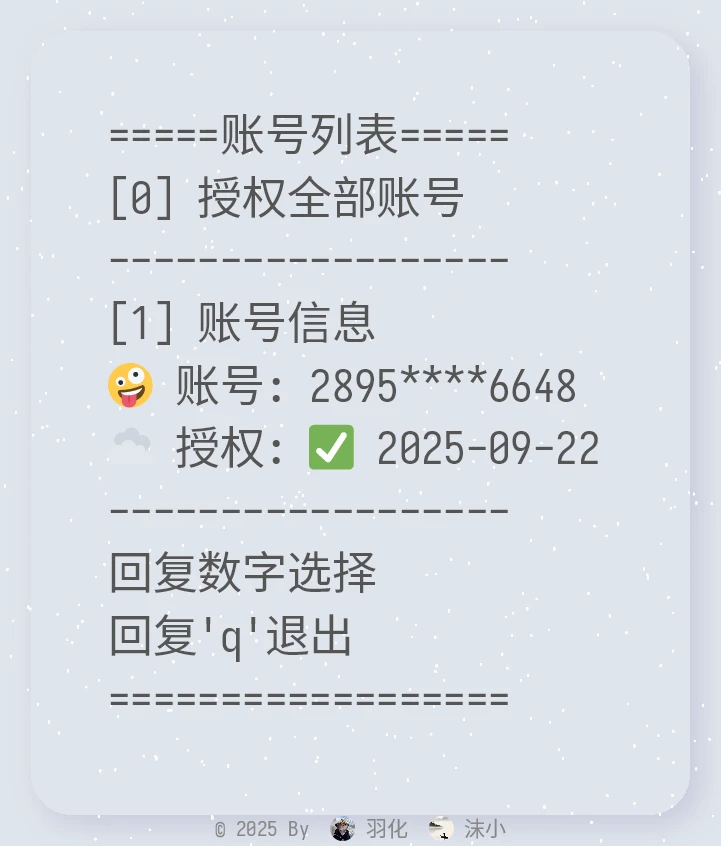 =====账号列表=====
[0] 授权全部账号
------------------
[1] 账号信息
🤪 账号: 2895****6648
☁️ 授权: ✅ 2025-09-22
------------------
回复数字选择
回复'q'退出
==================
© 2025 By 羽化 沫小